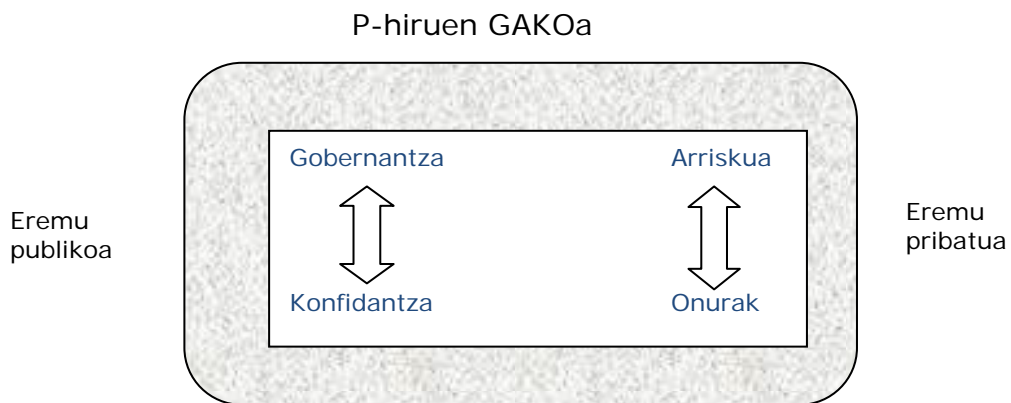 P-hiruen GAKOa
Gobernantza
Arriskua
Eremu
publikoa
Eremu
pribatua
Konfidantza
Onurak